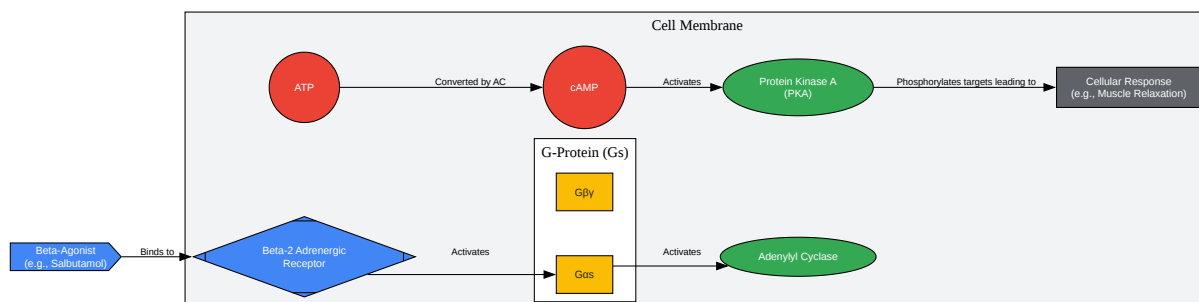 Cell Membrane
ATP
Converted by AC
cAMP
Activates
Protein Kinase A
(PKA)
Phosphorylates targets leading to
Cellular Response
(e.g., Muscle Relaxation)
G-Protein (Gs)
Gβγ
Beta-Agonist
(e.g., Salbutamol)
Binds to
Beta-2 Adrenergic
Receptor
Activates
Gαs
Activates
Adenylyl Cyclase